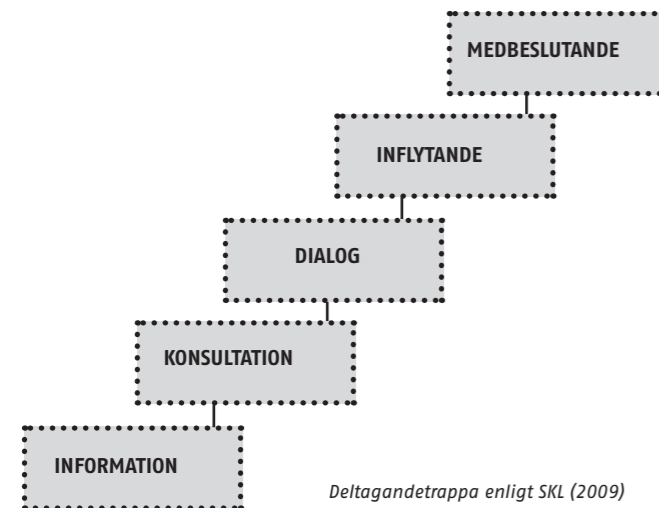 MEDBESLUTANDE
INFLYTANDE
DIALOG
KONSULTATION
INFORMATION
Deltagandetrappa enligt SKL (2009)